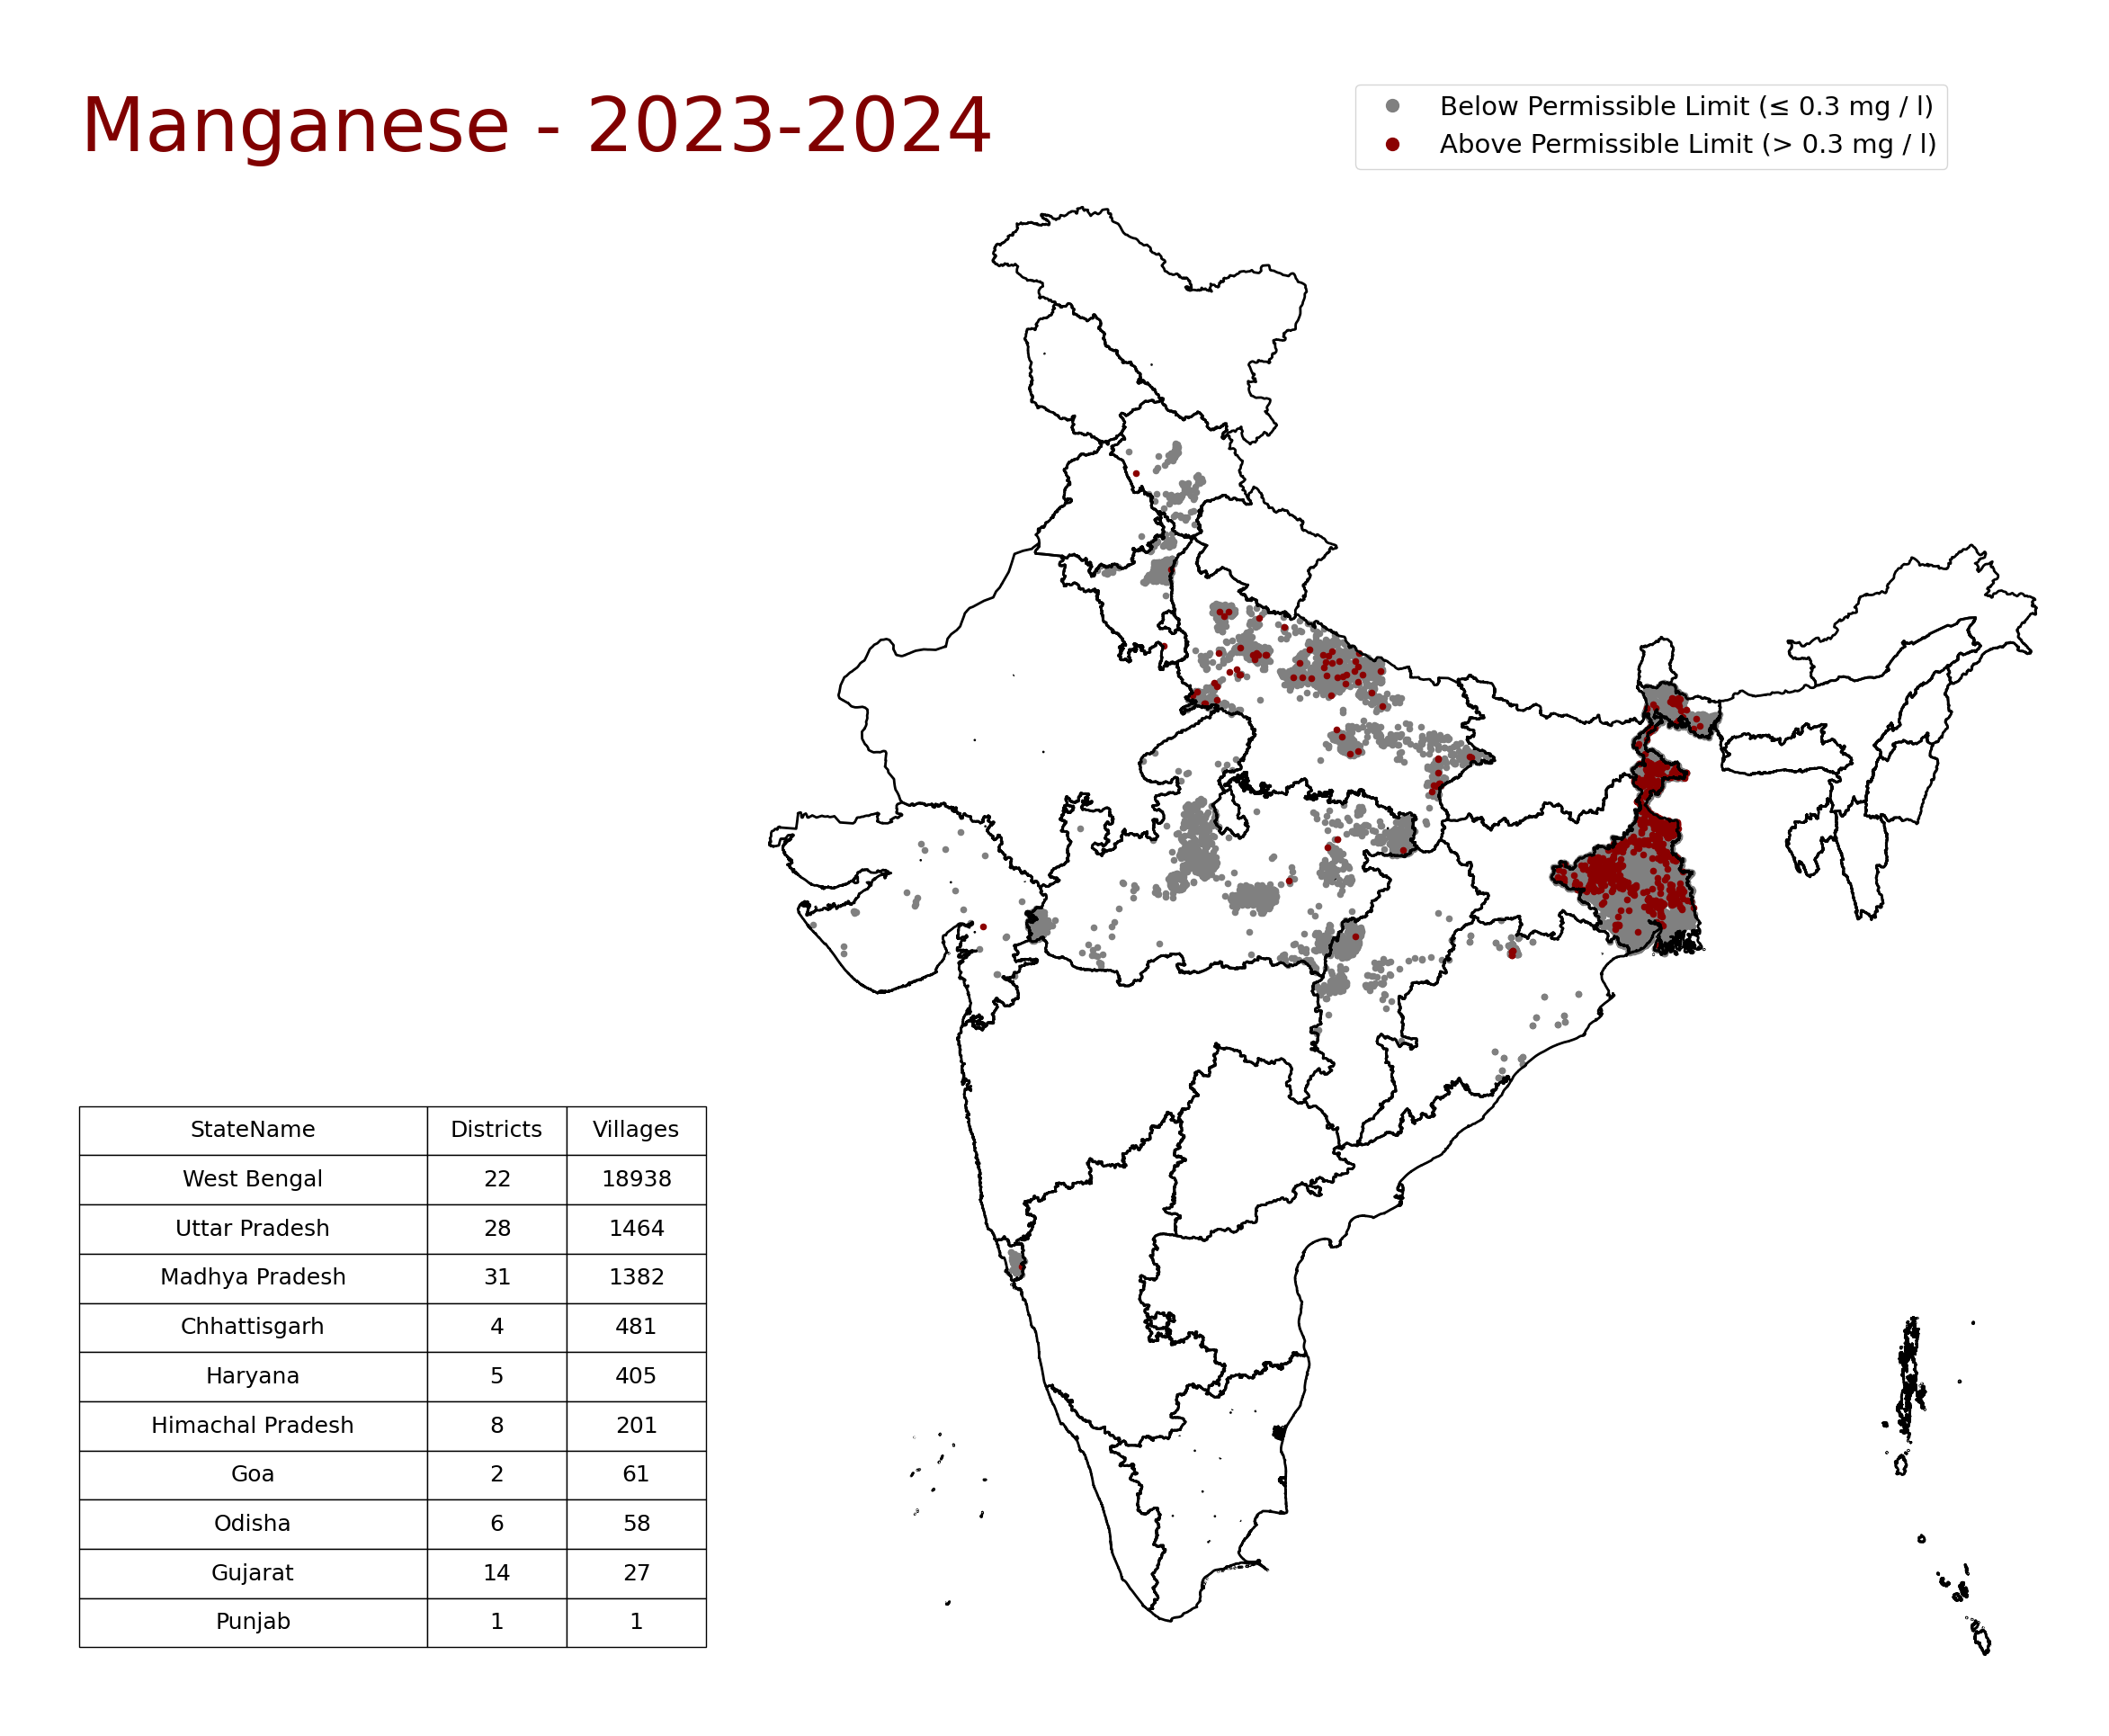 Manganese - 2023-2024
Below Permissible Limit (≤ 0.3 mg / l)
Above Permissible Limit (> 0.3 mg / l)
StateName Districts Villages
West Bengal 22 18938
Uttar Pradesh 28 1464
Madhya Pradesh 31 1382
Chhattisgarh 4 481
Haryana 5 405
Himachal Pradesh 8 201
Goa 2 61
Odisha 6 58
Gujarat 14 27
Punjab 1 1